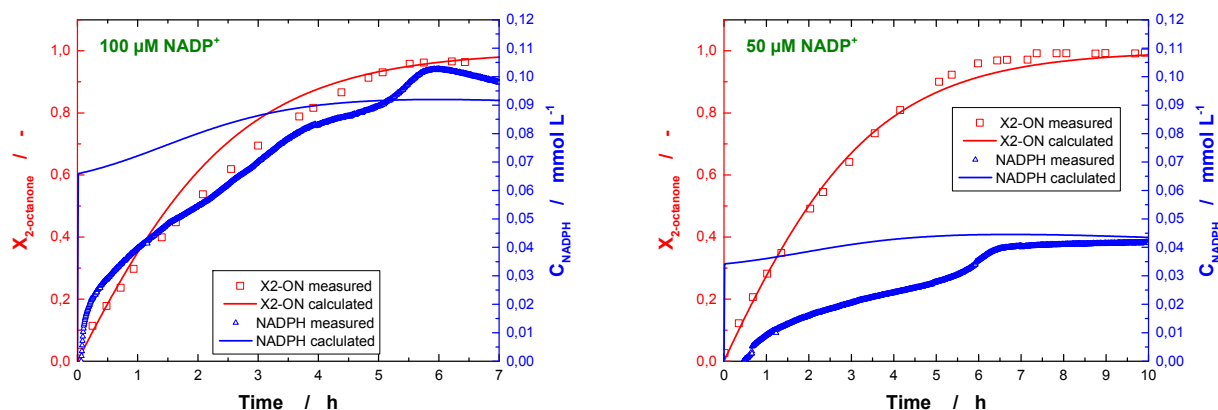 100 µM NADP+
1,0
0,8
0,6
0,4
0,2
0,0
X2-octanone / -
0,12
0,11
0,10
0,09
0,08
0,07
0,06
0,05
0,04
0,03
0,02
0,01
0,00
CNADPH / mmol L-1
X2-ON measured
X2-ON calculated
NADPH measured
NADPH caclulated
0 1 2 3 4 5 6 7
Time / h
50 µM NADP+
1,0
0,8
0,6
0,4
0,2
0,0
X2-octanone / -
0,12
0,11
0,10
0,09
0,08
0,07
0,06
0,05
0,04
0,03
0,02
0,01
0,00
CNADPH / mmol L-1
X2-ON measured
X2-ON calculated
NADPH measured
NADPH caclulated
0 1 2 3 4 5 6 7 8 9 10
Time / h